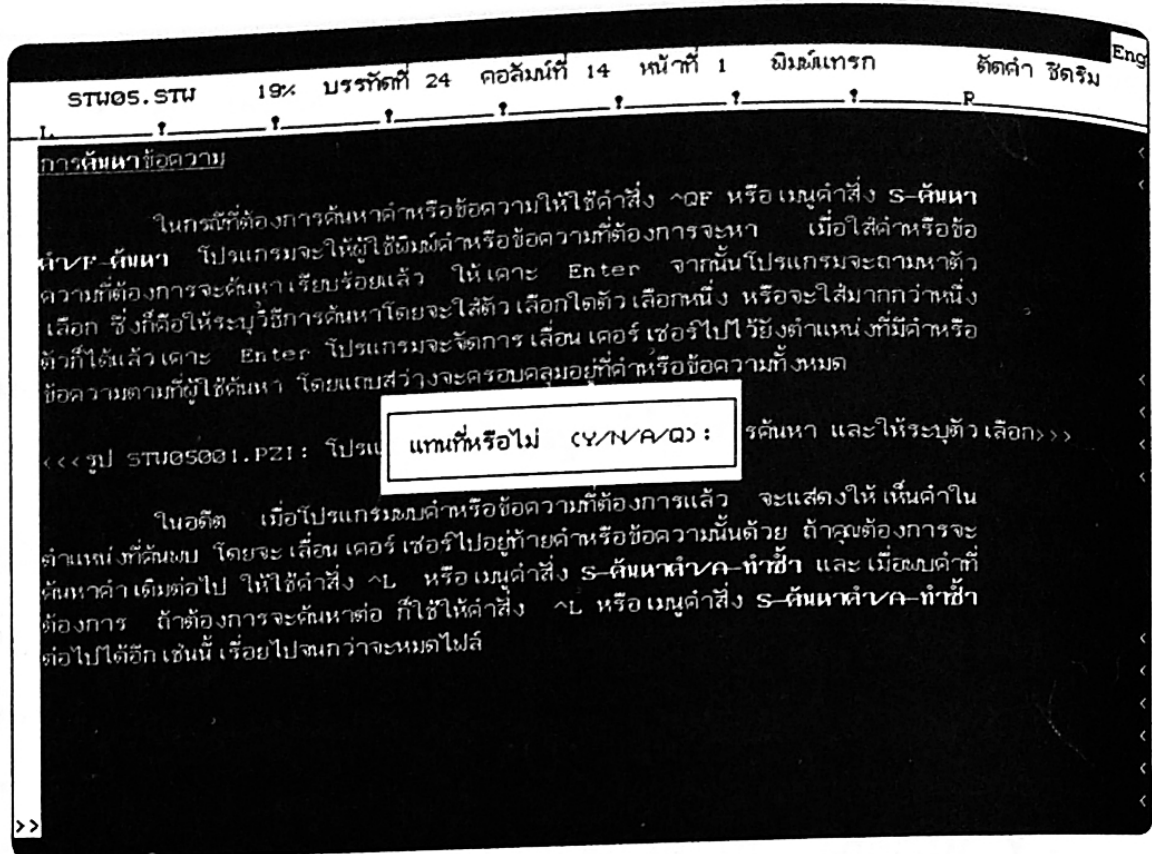 Eng
STW05.STW 19% บรรทัดที่ 24 คอลัมน์ที่ 14 หน้าที่ 1 พิมพ์แทรก ตัดคำ ชิดริม
L R
การค้นหาข้อความ
ในกรณีที่ต้องการค้นหาคำหรือข้อความให้ใช้คำสั่ง ^QF หรือเมนูคำสั่ง S-ค้นหา
คำ/F-ค้นหา โปรแกรมจะให้ผู้ใช้พิมพ์คำหรือข้อความที่ต้องการจะหา เมื่อใส่คำหรือข้อ
ความที่ต้องการจะค้นหาเรียบร้อยแล้ว ให้เคาะ Enter จากนั้นโปรแกรมจะถามหาตัว
เลือก ซึ่งก็คือให้ระบุวิธีการค้นหาโดยจะใส่ตัวเลือกใดตัวเลือกหนึ่ง หรือจะใส่มากกว่าหนึ่ง
ตัวก็ได้แล้วเคาะ Enter โปรแกรมจะจัดการเลื่อนเคอร์เซอร์ไปไว้ยังตำแหน่งที่มีคำหรือ
ข้อความตามที่ผู้ใช้ค้นหา โดยแถบสว่างจะครอบคลุมอยู่ที่คำหรือข้อความทั้งหมด
แทนที่หรือไม่ (Y/N/A/Q):
<<<รูป STW05001.PZI: โปรแ รค้นหา และให้ระบุตัวเลือก>>>
ในอดีต เมื่อโปรแกรมพบคำหรือข้อความที่ต้องการแล้ว จะแสดงให้เห็นคำใน
ตำแหน่งที่ค้นพบ โดยจะเลื่อนเคอร์เซอร์ไปอยู่ท้ายคำหรือข้อความนั้นด้วย ถ้าคุณต้องการจะ
ค้นหาคำเดิมต่อไป ให้ใช้คำสั่ง ^L หรือเมนูคำสั่ง S-ค้นหาคำ/A-ทำซ้ำ และเมื่อพบคำที่
ต้องการ ถ้าต้องการจะค้นหาต่อ ก็ใช้ให้คำสั่ง ^L หรือเมนูคำสั่ง S-ค้นหาคำ/A-ทำซ้ำ
ต่อไปได้อีกเช่นนี้เรื่อยไปจนกว่าจะหมดไฟล์
>>